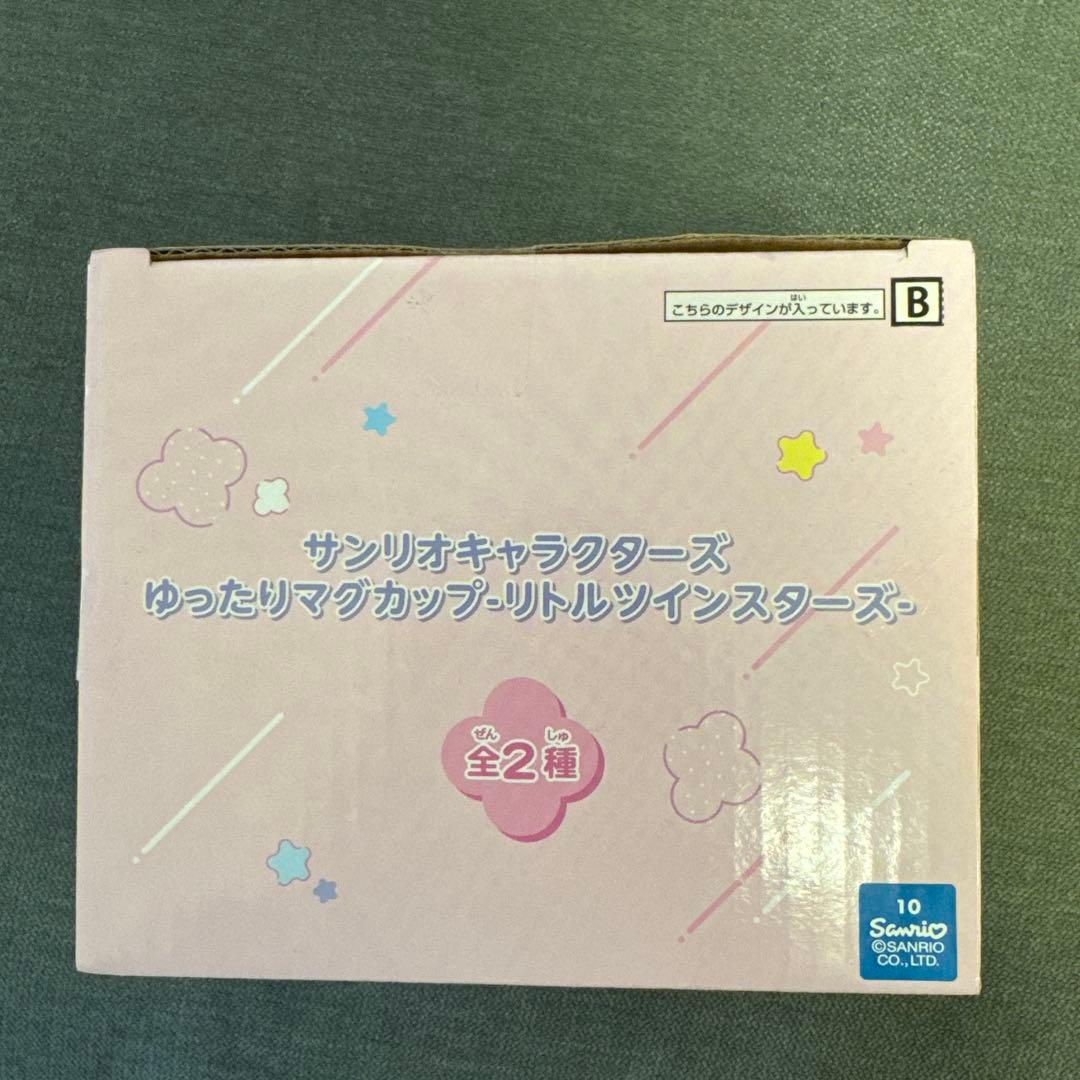 こちらのデザインが入っています。 B
はい
サンリオキャラクターズ
ゆったりマグカップ-リトルツインスターズ-
ぜん しゅ
全2種
10
Sanrio
©SANRIO
CO.,LTD.